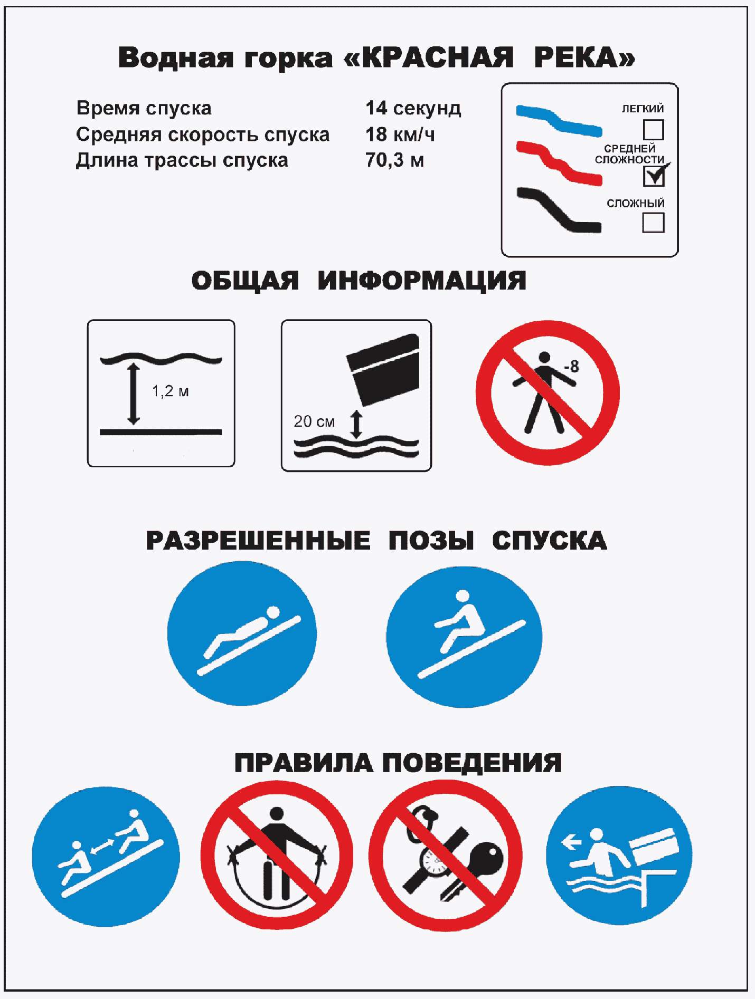 Водная горка «КРАСНАЯ РЕКА»
Время спуска 14 секунд
Средняя скорость спуска 18 км/ч
Длина трассы спуска 70,3 м
ЛЕГКИЙ
СРЕДНЕЙ
СЛОЖНОСТИ
СЛОЖНЫЙ
ОБЩАЯ ИНФОРМАЦИЯ
1,2 м
20 см
-8
РАЗРЕШЕННЫЕ ПОЗЫ СПУСКА
ПРАВИЛА ПОВЕДЕНИЯ